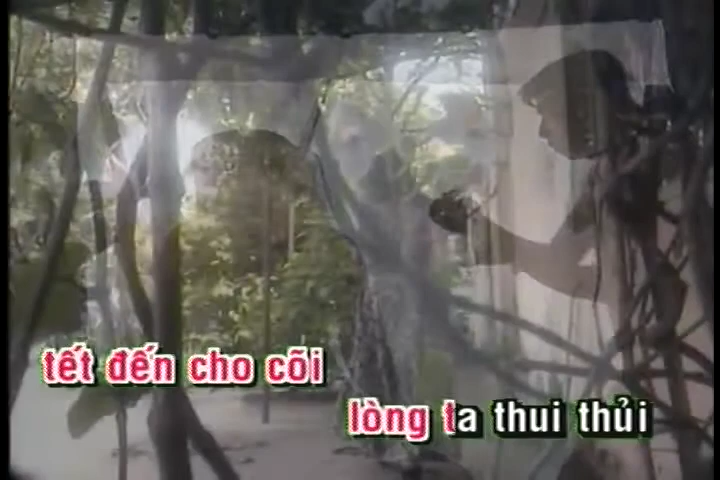 tết đến cho cõi
lòng ta thui thủi